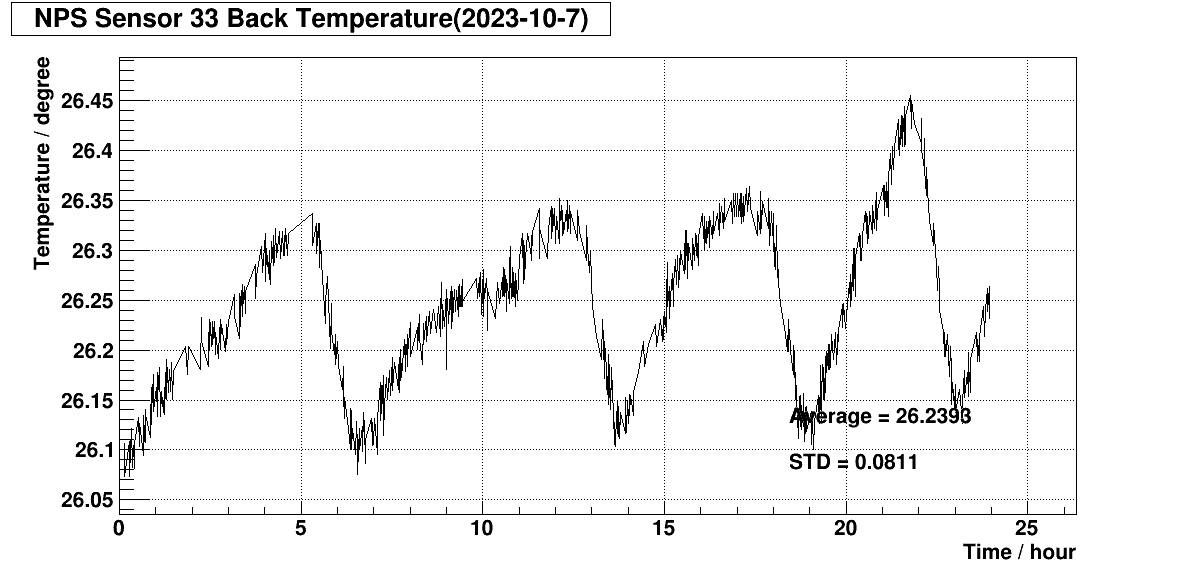 NPS Sensor 33 Back Temperature(2023-10-7)
Temperature / degree
26.45
26.4
26.35
26.3
26.25
26.2
26.15
26.1
26.05
Average = 26.2393
STD = 0.0811
0 5 10 15 20 25
Time / hour